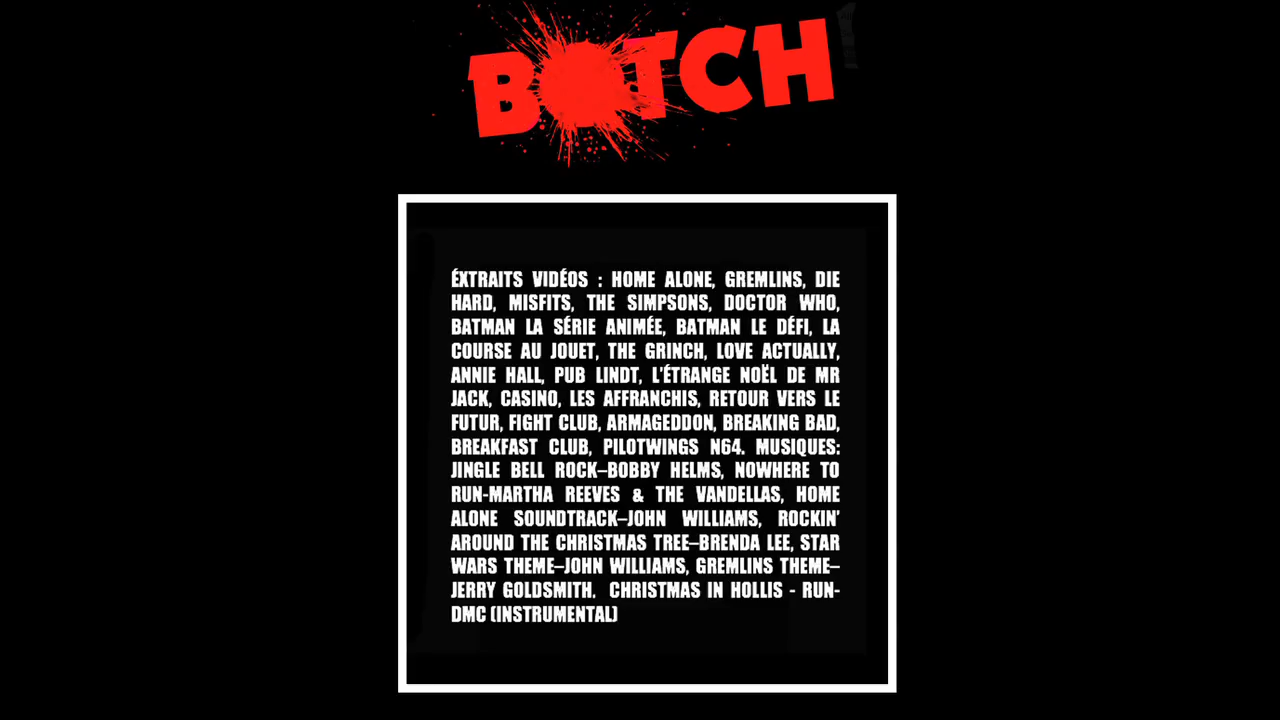 BOTCH
ÉXTRAITS VIDÉOS : HOME ALONE, GREMLINS, DIE
HARD, MISFITS, THE SIMPSONS, DOCTOR WHO,
BATMAN LA SÉRIE ANIMÉE, BATMAN LE DÉFI, LA
COURSE AU JOUET, THE GRINCH, LOVE ACTUALLY,
ANNIE HALL, PUB LINDT, L'ÉTRANGE NOËL DE MR
JACK, CASINO, LES AFFRANCHIS, RETOUR VERS LE
FUTUR, FIGHT CLUB, ARMAGEDDON, BREAKING BAD,
BREAKFAST CLUB, PILOTWINGS N64. MUSIQUES:
JINGLE BELL ROCK–BOBBY HELMS, NOWHERE TO
RUN-MARTHA REEVES & THE VANDELLAS, HOME
ALONE SOUNDTRACK–JOHN WILLIAMS, ROCKIN'
AROUND THE CHRISTMAS TREE–BRENDA LEE, STAR
WARS THEME–JOHN WILLIAMS, GREMLINS THEME–
JERRY GOLDSMITH. CHRISTMAS IN HOLLIS - RUN-
DMC (INSTRUMENTAL)